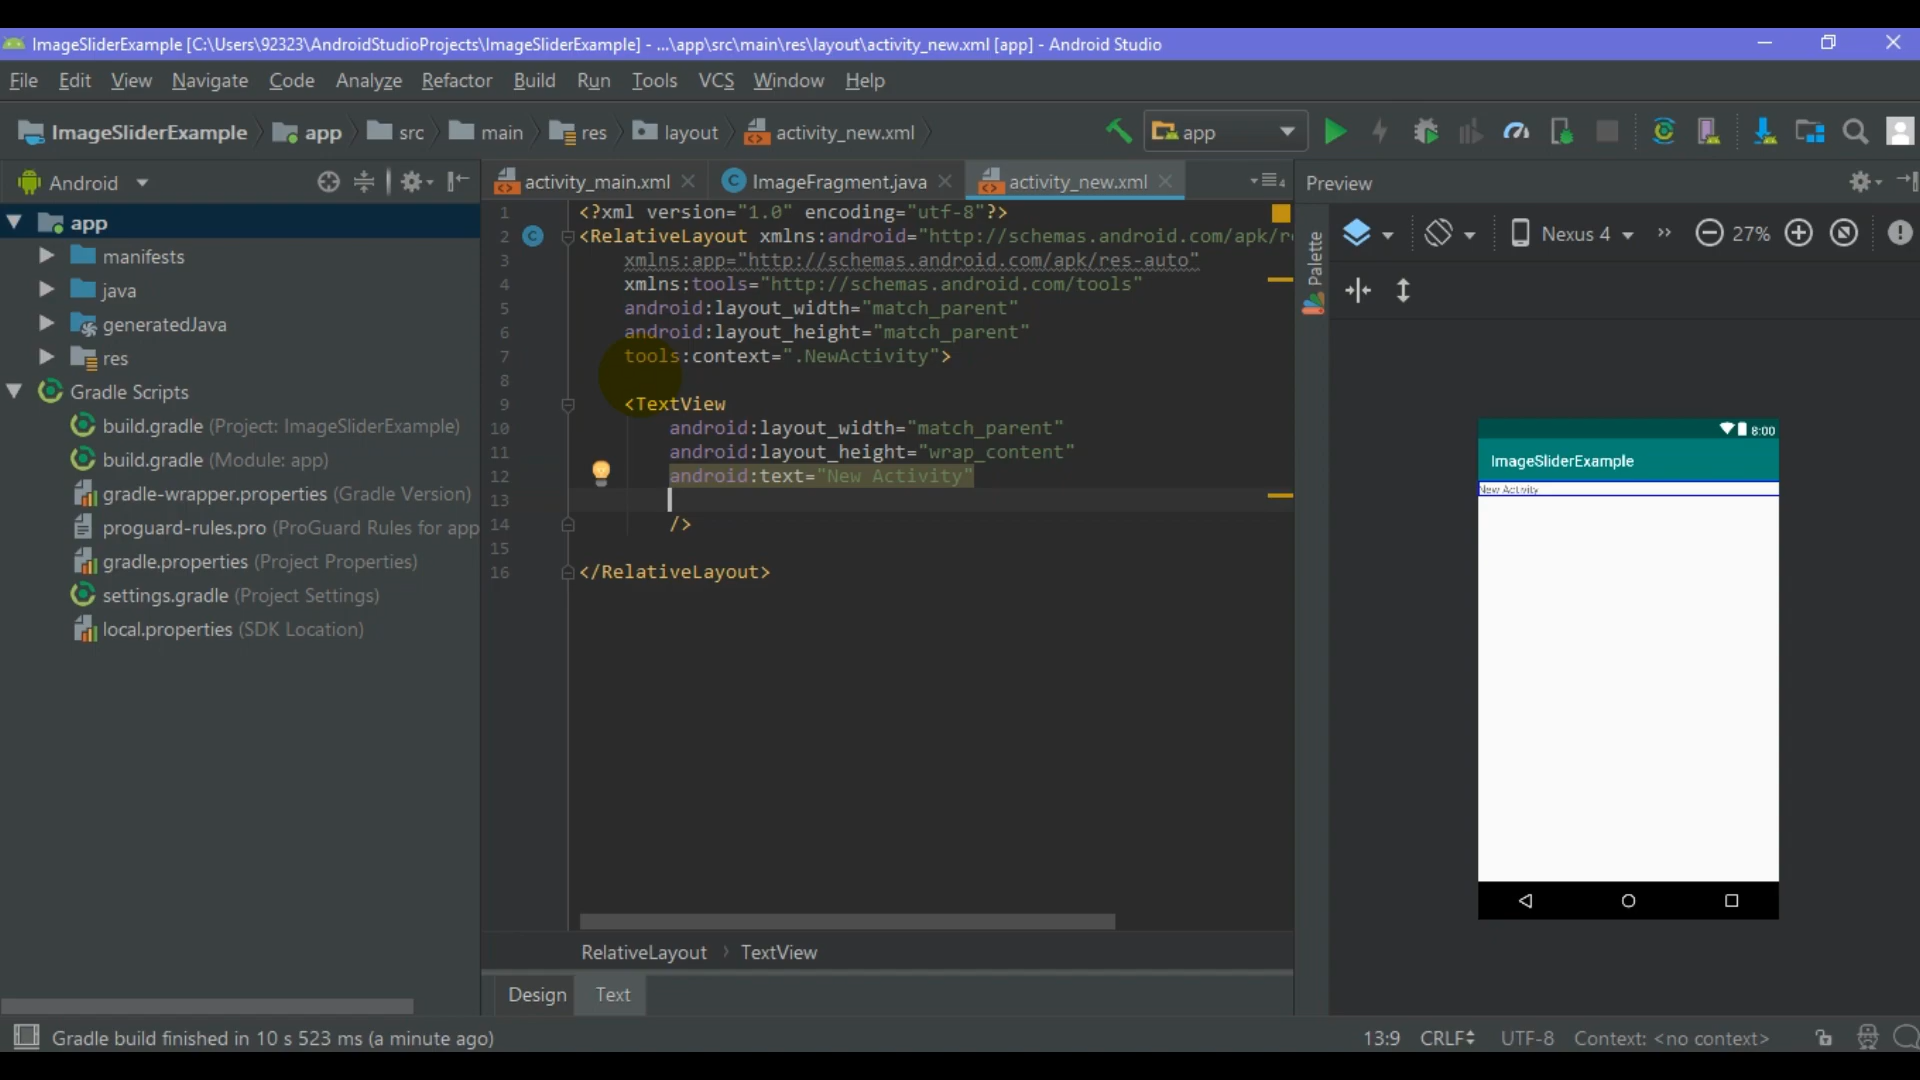 ImageSliderExample [C:\Users\92323\AndroidStudioProjects\ImageSliderExample] - ...\app\src\main\res\layout\activity_new.xml [app] - Android Studio
File Edit View Navigate Code Analyze Refactor Build Run Tools VCS Window Help
ImageSliderExample app src main res layout activity_new.xml app
Android
activity_main.xml ImageFragment.java activity_new.xml
Preview
app
manifests
java
generatedJava
res
Gradle Scripts
build.gradle (Project: ImageSliderExample)
build.gradle (Module: app)
gradle-wrapper.properties (Gradle Version)
proguard-rules.pro (ProGuard Rules for app
gradle.properties (Project Properties)
settings.gradle (Project Settings)
local.properties (SDK Location)
1 <?xml version="1.0" encoding="utf-8"?>
2 <RelativeLayout xmlns:android="http://schemas.android.com/apk/r
3 xmlns:app="http://schemas.android.com/apk/res-auto"
4 xmlns:tools="http://schemas.android.com/tools"
5 android:layout_width="match_parent"
6 android:layout_height="match_parent"
7 tools:context=".NewActivity">
8
9 <TextView
10 android:layout_width="match_parent"
11 android:layout_height="wrap_content"
12 android:text="New Activity"
13
14 />
15
16 </RelativeLayout>
RelativeLayout TextView
Design Text
Palette
Nexus 4 27%
8:00
ImageSliderExample
New Activity
Gradle build finished in 10 s 523 ms (a minute ago)
13:9 CRLF UTF-8 Context: <no context>